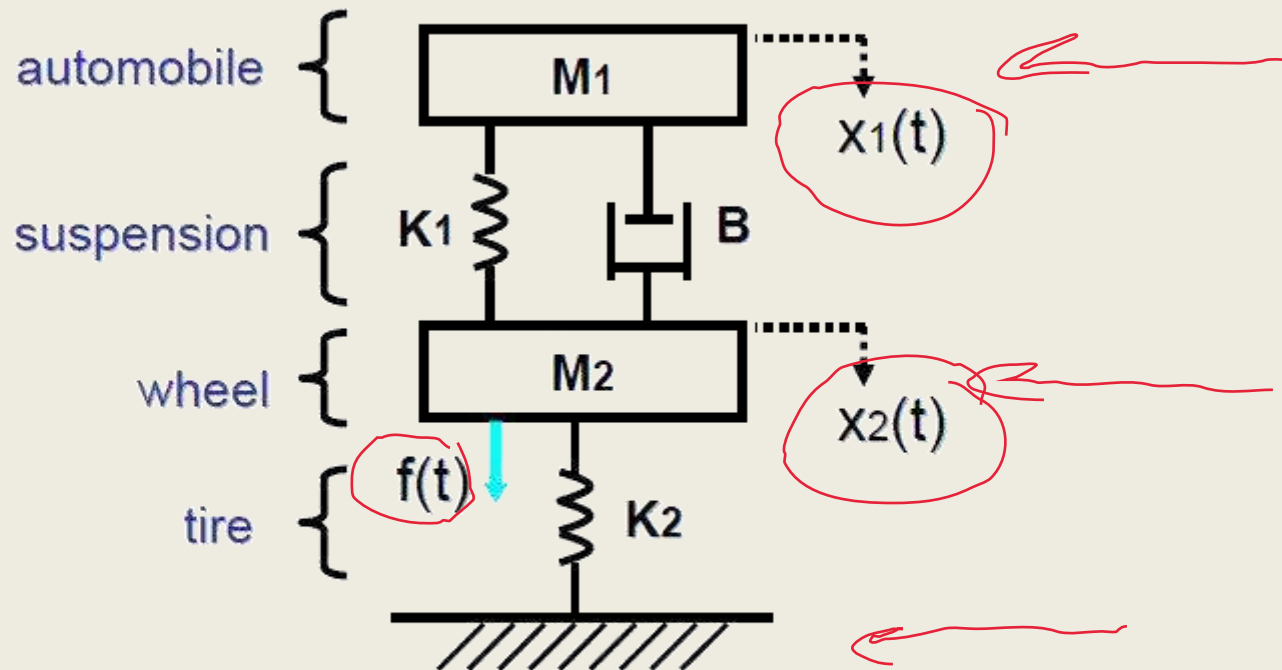 automobile
M1
x1(t)
suspension
K1
B
wheel
M2
x2(t)
f(t)
tire
K2